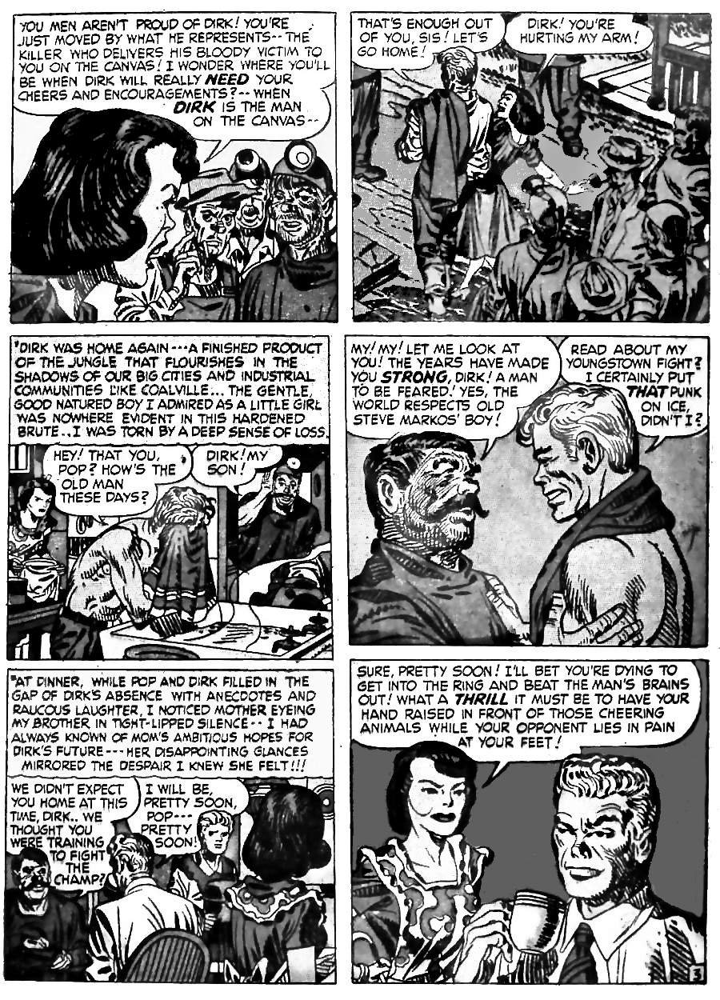 YOU MEN AREN'T PROUD OF DIRK! YOU'RE
JUST MOVED BY WHAT HE REPRESENTS-- THE
KILLER WHO DELIVERS HIS BLOODY VICTIM TO
YOU ON THE CANVAS! I WONDER WHERE YOU'LL
BE WHEN DIRK WILL REALLY NEED YOUR
CHEERS AND ENCOURAGEMENTS?-- WHEN
DIRK IS THE MAN
ON THE CANVAS--
THAT'S ENOUGH OUT
OF YOU, SIS! LET'S
GO HOME!
DIRK! YOU'RE
HURTING MY ARM!
"DIRK WAS HOME AGAIN---A FINISHED PRODUCT
OF THE JUNGLE THAT FLOURISHES IN THE
SHADOWS OF OUR BIG CITIES AND INDUSTRIAL
COMMUNITIES LIKE COALVILLE... THE GENTLE,
GOOD NATURED BOY I ADMIRED AS A LITTLE GIRL
WAS NOWHERE EVIDENT IN THIS HARDENED
BRUTE... I WAS TORN BY A DEEP SENSE OF LOSS.
HEY! THAT YOU,
POP? HOW'S THE
OLD MAN
THESE DAYS?
DIRK! MY
SON!
MY! MY! LET ME LOOK AT
YOU! THE YEARS HAVE MADE
YOU STRONG, DIRK! A MAN
TO BE FEARED! YES, THE
WORLD RESPECTS OLD
STEVE MARKOS' BOY!
READ ABOUT MY
YOUNGSTOWN FIGHT?
I CERTAINLY PUT
THAT PUNK
ON ICE,
DIDN'T I?
"AT DINNER, WHILE POP AND DIRK FILLED IN THE
GAP OF DIRK'S ABSENCE WITH ANECDOTES AND
RAUCOUS LAUGHTER, I NOTICED MOTHER EYEING
MY BROTHER IN TIGHT-LIPPED SILENCE-- I HAD
ALWAYS KNOWN OF MOM'S AMBITIOUS HOPES FOR
DIRK'S FUTURE---HER DISAPPOINTING GLANCES
MIRRORED THE DESPAIR I KNEW SHE FELT!!!
WE DIDN'T EXPECT
YOU HOME AT THIS
TIME, DIRK.. WE
THOUGHT YOU
WERE TRAINING
TO FIGHT
THE
CHAMP?
I WILL BE,
PRETTY SOON,
POP---
PRETTY
SOON!
SURE, PRETTY SOON! I'LL BET YOU'RE DYING TO
GET INTO THE RING AND BEAT THE MAN'S BRAINS
OUT! WHAT A THRILL IT MUST BE TO HAVE YOUR
HAND RAISED IN FRONT OF THOSE CHEERING
ANIMALS WHILE YOUR OPPONENT LIES IN PAIN
AT YOUR FEET!
3